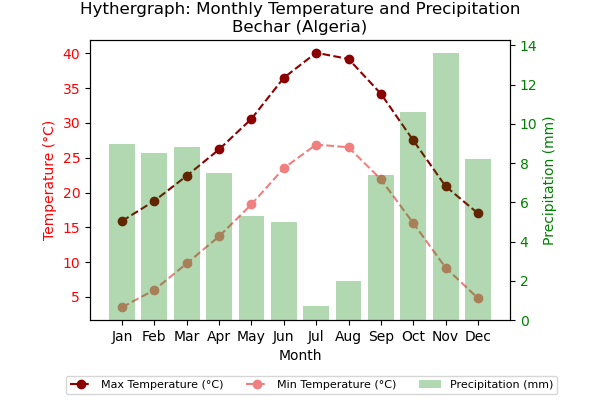 Hythergraph: Monthly Temperature and Precipitation
Bechar (Algeria)
Temperature (°C)
40
35
30
25
20
15
10
5
14
12
10
8
6
4
2
0
Precipitation (mm)
Jan Feb Mar Apr May Jun Jul Aug Sep Oct Nov Dec
Month
Max Temperature (°C) Min Temperature (°C) Precipitation (mm)